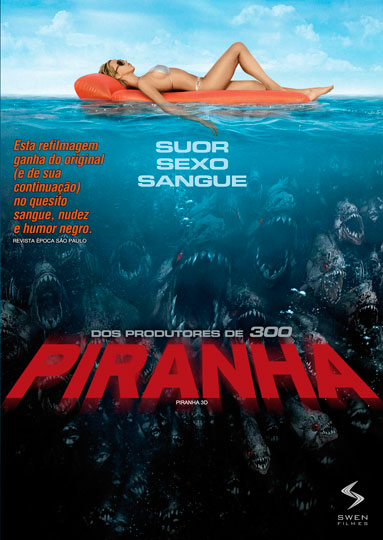 Esta refilmagem
ganha do original
(e de sua
continuação)
no quesito
sangue, nudez
e humor negro.
REVISTA ÉPOCA SÃO PAULO
SUOR
SEXO
SANGUE
DOS PRODUTORES DE 300
PIRANHA
PIRANHA 3D
SWEN
FILMES